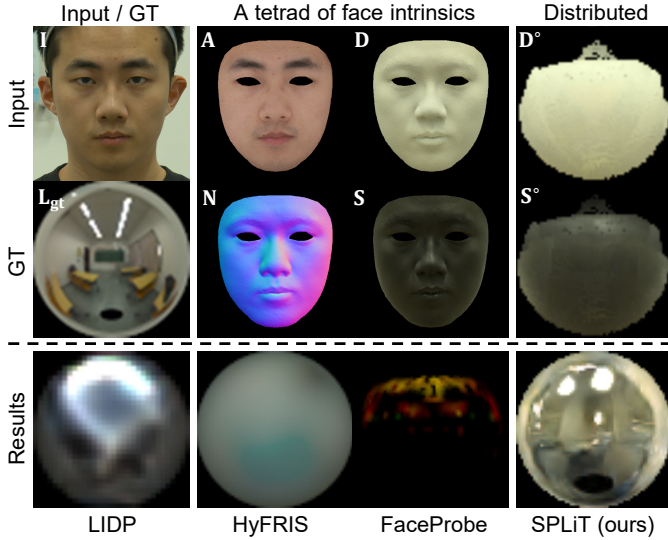 Input / GT
A tetrad of face intrinsics
Distributed
Input
I
A
D
D°
GT
L_gt
N
S
S°
Results
LIDP
HyFRIS
FaceProbe
SPLiT (ours)